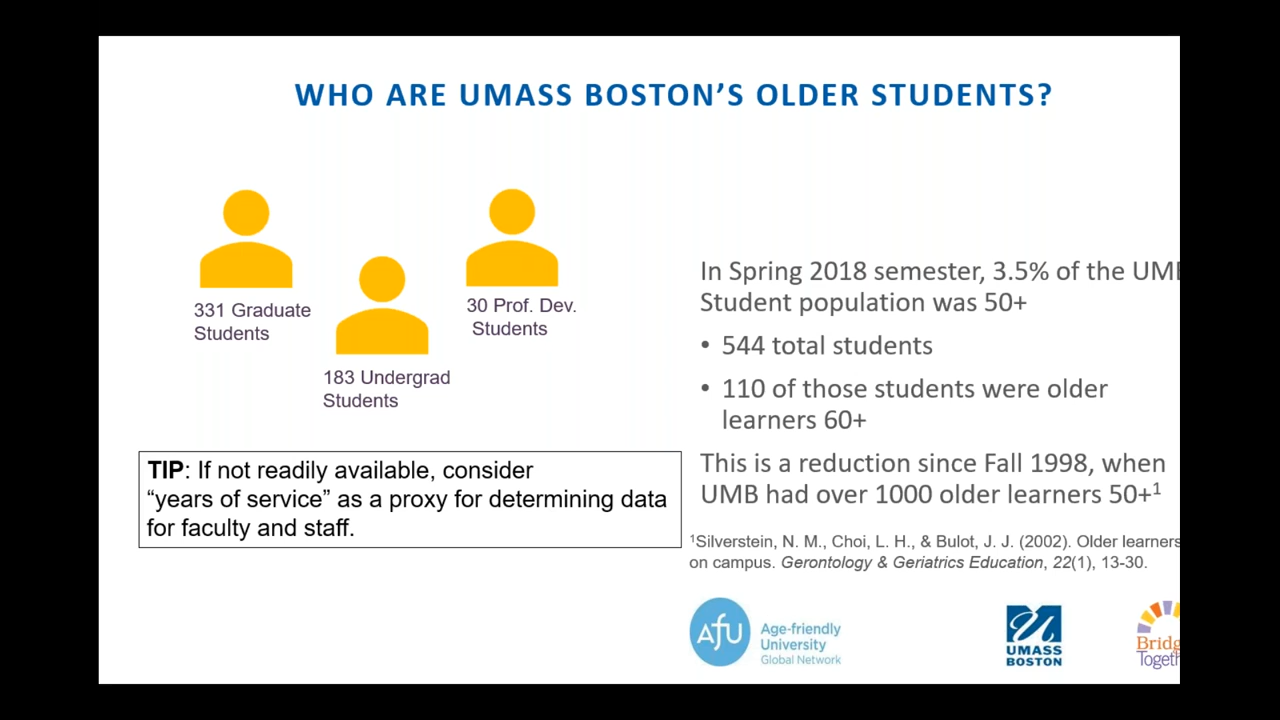 WHO ARE UMASS BOSTON’S OLDER STUDENTS?
331 Graduate
Students
183 Undergrad
Students
30 Prof. Dev.
Students
TIP: If not readily available, consider
“years of service” as a proxy for determining data
for faculty and staff.
In Spring 2018 semester, 3.5% of the UMB
Student population was 50+
• 544 total students
• 110 of those students were older
learners 60+
This is a reduction since Fall 1998, when
UMB had over 1000 older learners 50+¹
¹Silverstein, N. M., Choi, L. H., & Bulot, J. J. (2002). Older learners
on campus. Gerontology & Geriatrics Education, 22(1), 13-30.
AFU
Age-friendly
University
Global Network
UMASS
BOSTON
Bridg
Togeth